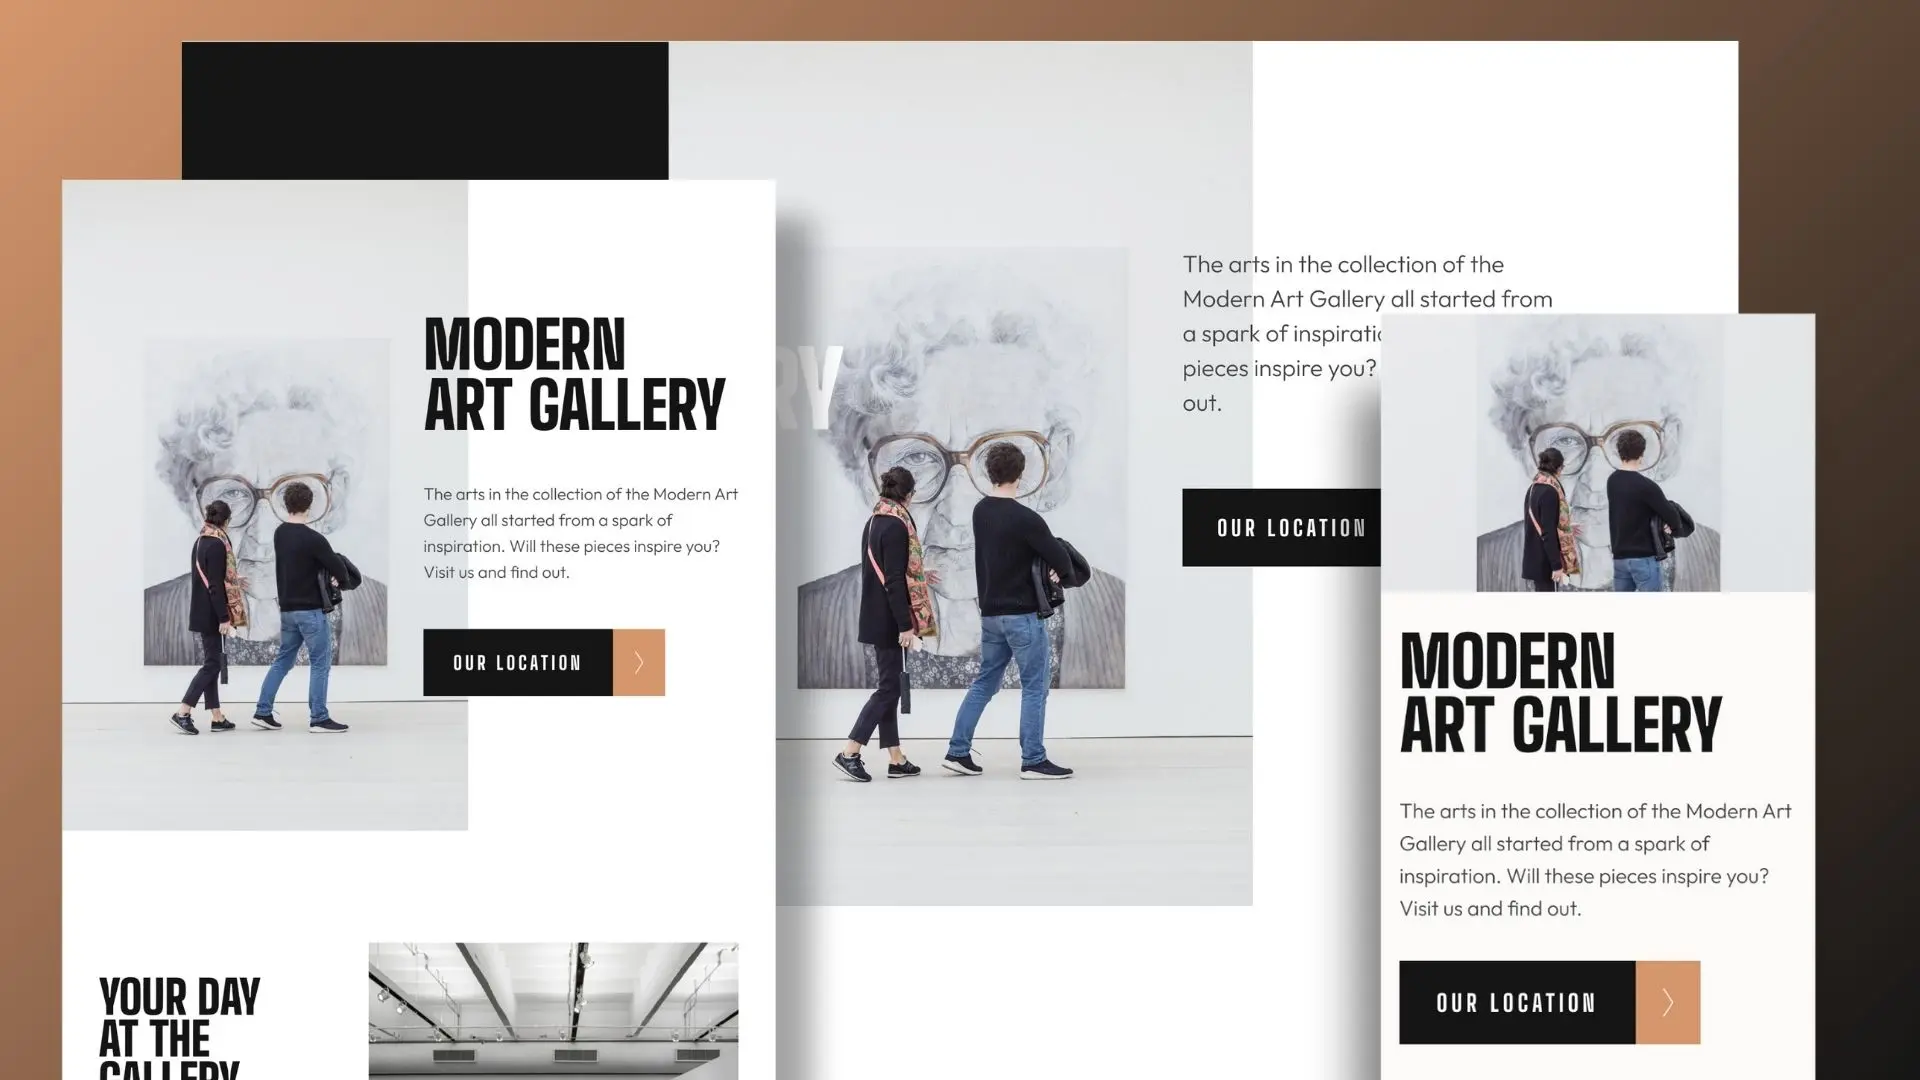 MODERN
ART GALLERY
The arts in the collection of the Modern Art
Gallery all started from a spark of
inspiration. Will these pieces inspire you?
Visit us and find out.
OUR LOCATION
YOUR DAY
AT THE
GALLERY
RY
The arts in the collection of the
Modern Art Gallery all started from
a spark of
pieces inspire you?
out.
OUR LOCATION
MODERN
ART GALLERY
The arts in the collection of the Modern Art
Gallery all started from a spark of
inspiration. Will these pieces inspire you?
Visit us and find out.
OUR LOCATION